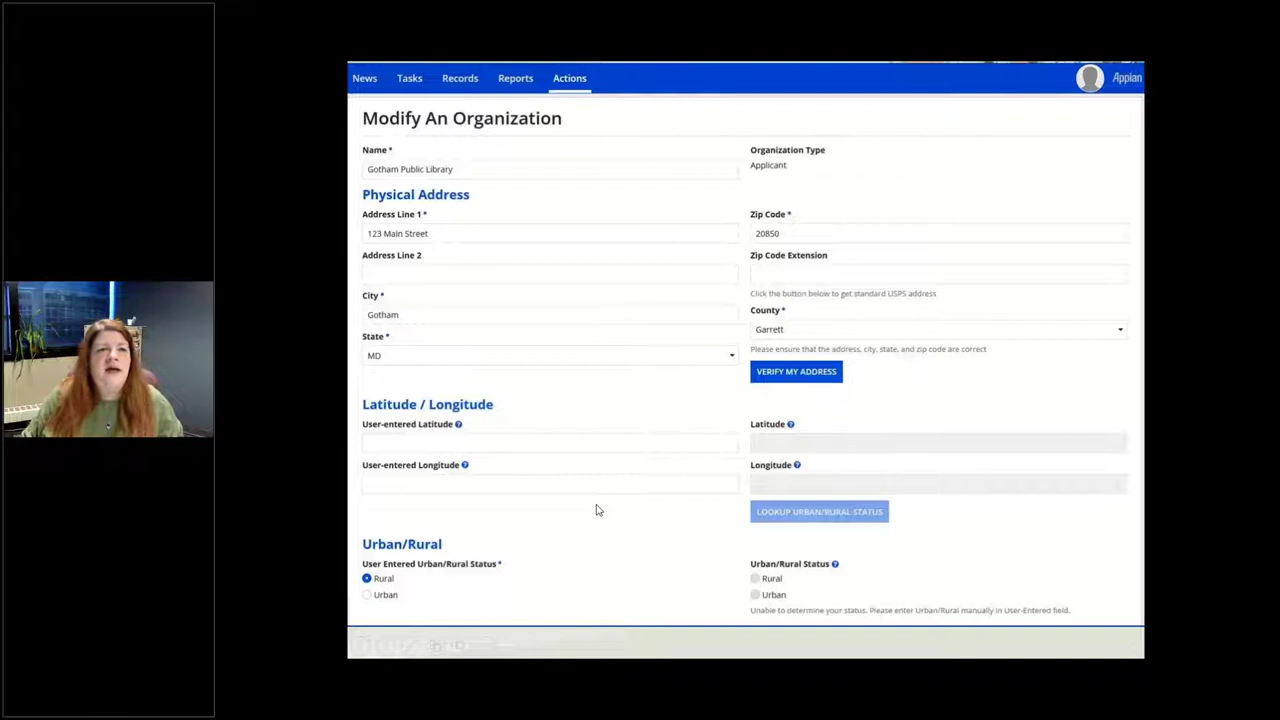 News Tasks Records Reports Actions Appian
Modify An Organization
Name *
Organization Type
Gotham Public Library
Applicant
Physical Address
Address Line 1 *
Zip Code *
123 Main Street
20850
Address Line 2
Zip Code Extension
Click the button below to get standard USPS address
City *
County *
Gotham
Garrett
State *
Please ensure that the address, city, state, and zip code are correct
MD
VERIFY MY ADDRESS
Latitude / Longitude
User-entered Latitude ?
Latitude ?
User-entered Longitude ?
Longitude ?
LOOKUP URBAN/RURAL STATUS
Urban/Rural
User Entered Urban/Rural Status *
Urban/Rural Status ?
Rural
Rural
Urban
Urban
Unable to determine your status. Please enter Urban/Rural manually in User-Entered field.